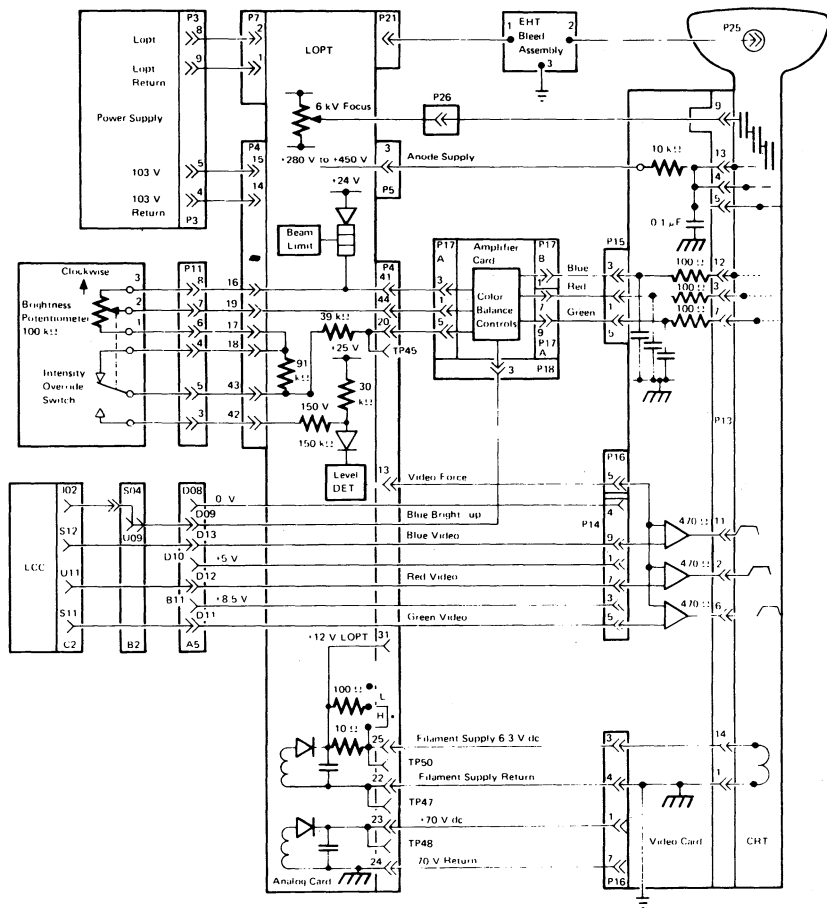 P3
P7
P21
EHT
Bleed
Assembly
P25
Lopt
8
2
LOPT
1
2
3
Lopt
Return
9
1
Power Supply
6 kV Focus
P26
9
P4
3
Anode Supply
10 kΩ
13
103 V
5
15
+280 V to +450 V
P5
4
103 V
Return
4
14
+24 V
5
P3
0.1 µF
Beam
Limit
P17
A
Amplifier
Card
P17
B
P15
Clockwise
3
P11
8
16
P4
41
3
Blue
3
100 Ω
12
Brightness
Potentiometer
100 kΩ
2
7
19
44
1
Color
Balance
Controls
1
Red
1
100 Ω
3
1
6
17
39 kΩ
20
5
7
Green
1
100 Ω
7
4
18
+25 V
TP45
9
P17
A
6
9
91
kΩ
3
P18
Intensity
Override
Switch
5
43
30
kΩ
3
42
150 V
150 kΩ
P13
Level
DET
13
Video Force
P16
5
J02
S04
D08
0 V
4
U09
D09
Blue Bright-up
P14
470 Ω
11
S12
D13
Blue Video
9
LCC
D10
+5 V
1
470 Ω
2
U11
D12
Red Video
7
B11
+8.5 V
3
470 Ω
6
S11
D11
Green Video
5
C2
B2
A5
+12 V LOPT
31
100 Ω
L
H
*
10 Ω
25
Filament Supply 6.3 V dc
3
14
TP50
22
Filament Supply Return
4
1
TP47
23
+70 V dc
1
TP48
Video Card
CRT
24
70 V Return
7
Analog Card
P16